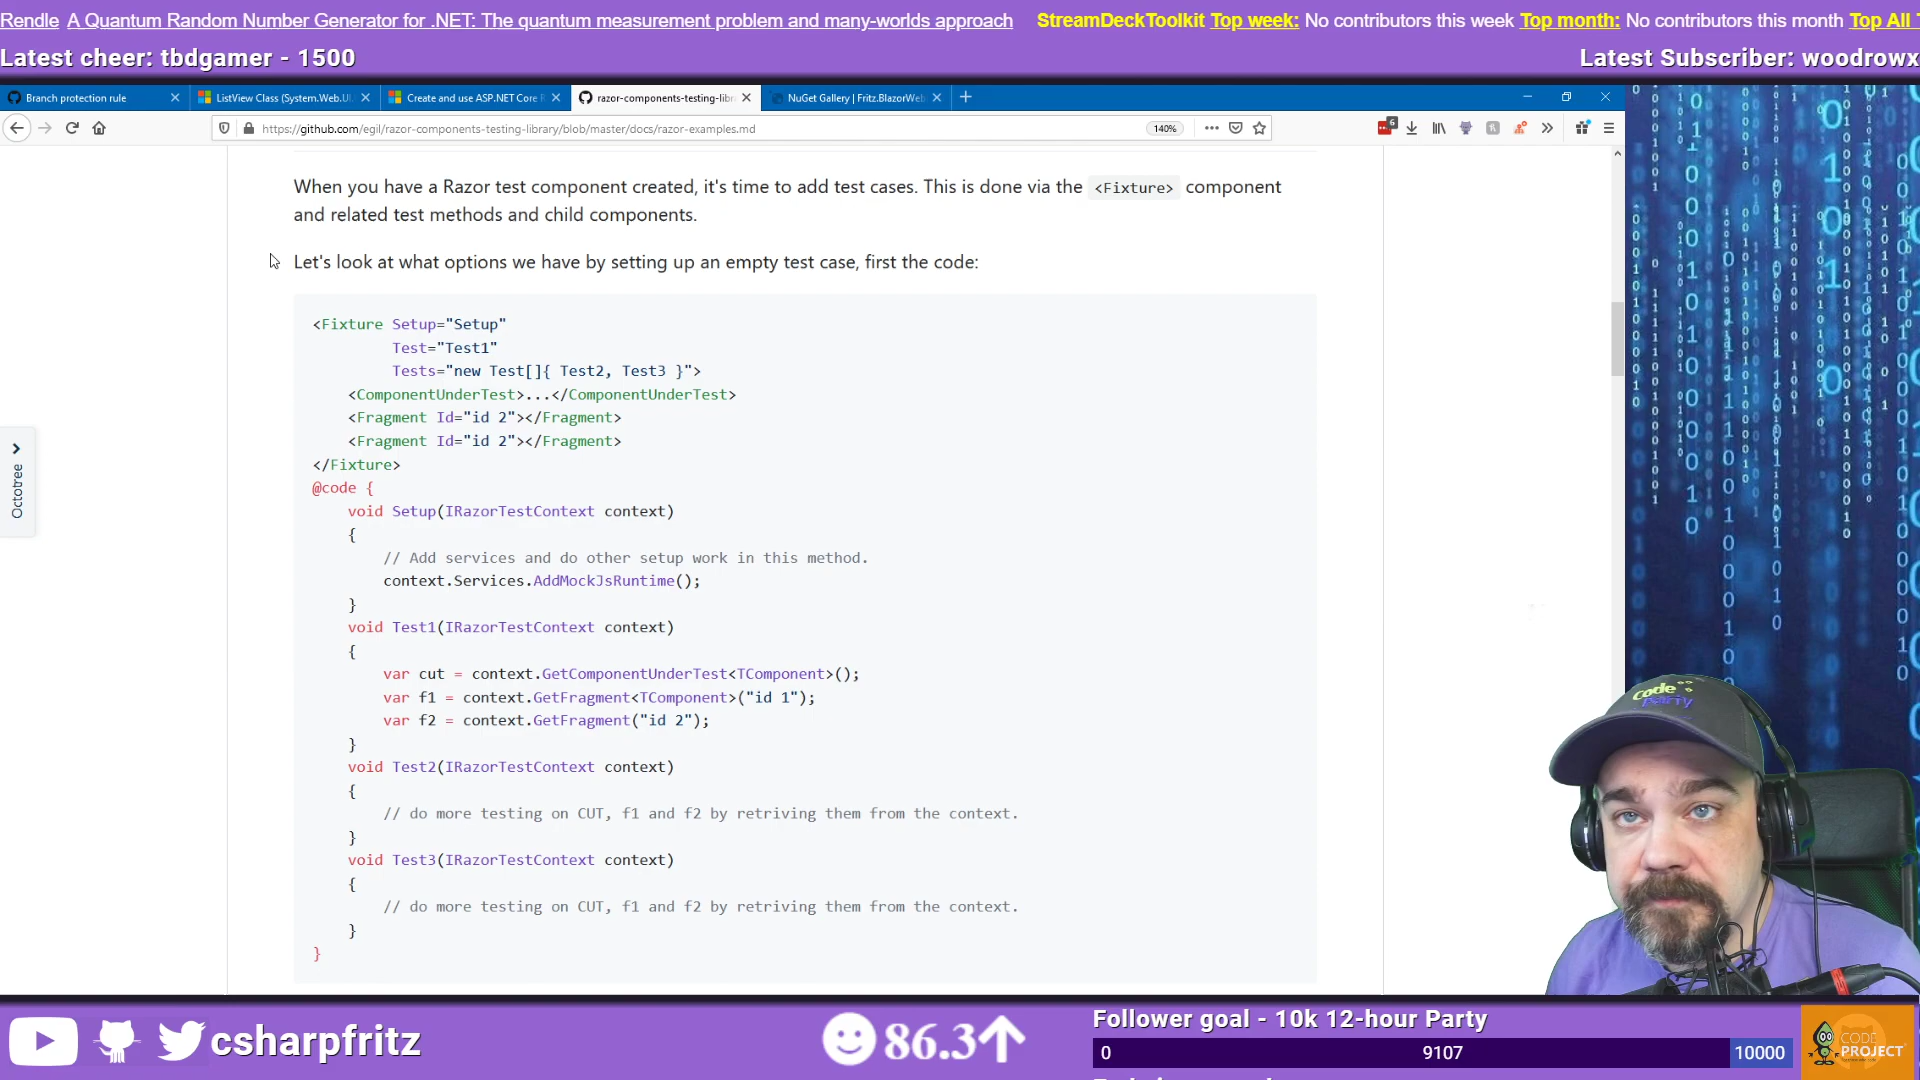 Rendle A Quantum Random Number Generator for .NET: The quantum measurement problem and many-worlds approach StreamDeckToolkit Top week: No contributors this week Top month: No contributors this month Top All
Latest cheer: tbdgamer - 1500
Latest Subscriber: woodrowx
Branch protection rule
ListView Class (System.Web.UI.
Create and use ASP.NET Core
razor-components-testing-libr
NuGet Gallery | Fritz.BlazorWeb
https://github.com/egil/razor-components-testing-library/blob/master/docs/razor-examples.md
140%
6
When you have a Razor test component created, it's time to add test cases. This is done via the <Fixture> component
and related test methods and child components.
Let's look at what options we have by setting up an empty test case, first the code:
<Fixture Setup="Setup"
Test="Test1"
Tests="new Test[]{ Test2, Test3 }">
<ComponentUnderTest>...</ComponentUnderTest>
<Fragment Id="id 2"></Fragment>
<Fragment Id="id 2"></Fragment>
</Fixture>
@code {
void Setup(IRazorTestContext context)
{
// Add services and do other setup work in this method.
context.Services.AddMockJsRuntime();
}
void Test1(IRazorTestContext context)
{
var cut = context.GetComponentUnderTest<TComponent>();
var f1 = context.GetFragment<TComponent>("id 1");
var f2 = context.GetFragment("id 2");
}
void Test2(IRazorTestContext context)
{
// do more testing on CUT, f1 and f2 by retriving them from the context.
}
void Test3(IRazorTestContext context)
{
// do more testing on CUT, f1 and f2 by retriving them from the context.
}
}
Octotree
Code
Party
csharpfritz
86.3
Follower goal - 10k 12-hour Party
0 9107 10000
CODE
PROJECT